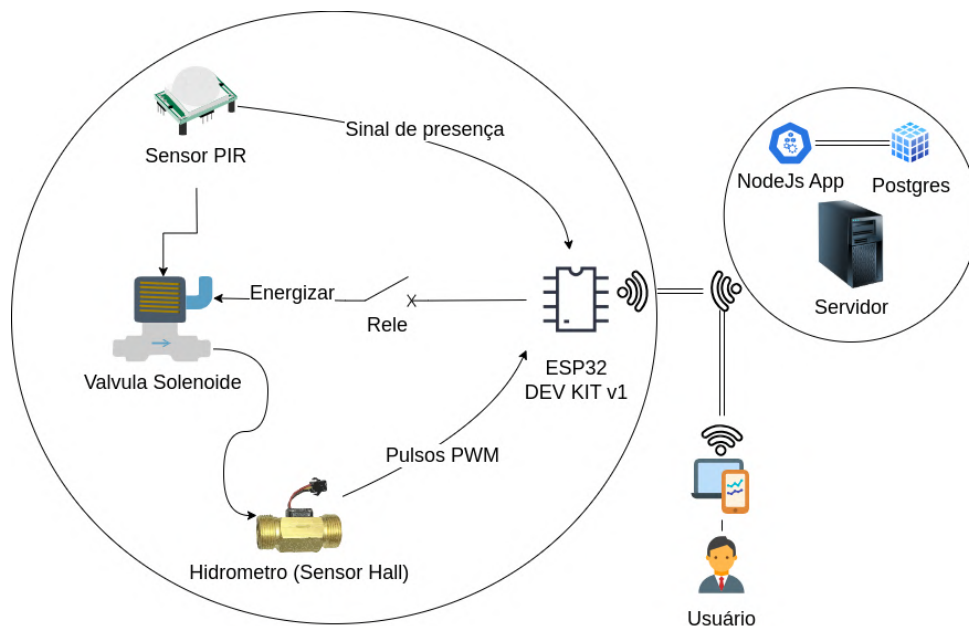 Sinal de presença
Sensor PIR
NodeJs App
Postgres
Energizar
Rele
Servidor
Valvula Solenoide
ESP32
DEV KIT v1
Pulsos PWM
Hidrometro (Sensor Hall)
Usuário